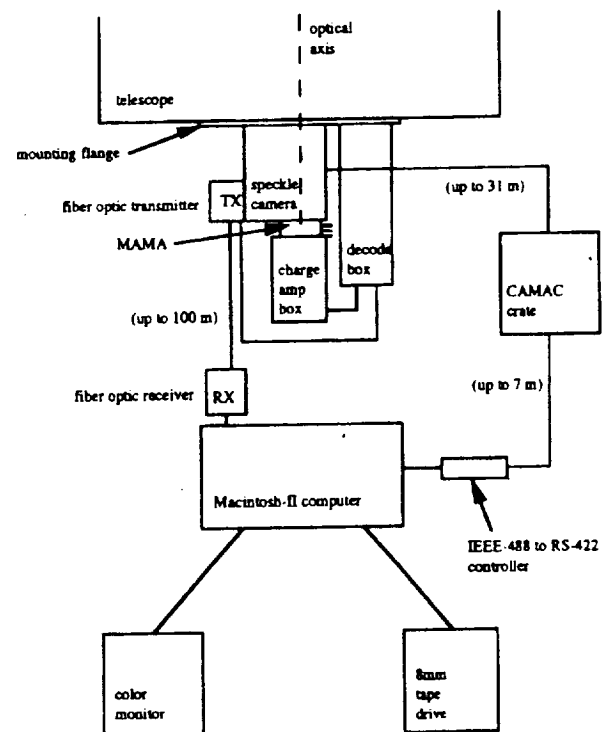 optical
axis
telescope
mounting flange
speckle
camera
(up to 31 m)
fiber optic transmitter
TX
MAMA
decode
box
charge
amp
box
CAMAC
crate
(up to 100 m)
(up to 7 m)
fiber optic receiver
RX
Macintosh-II computer
IEEE-488 to RS-422
controller
color
monitor
8mm
tape
drive